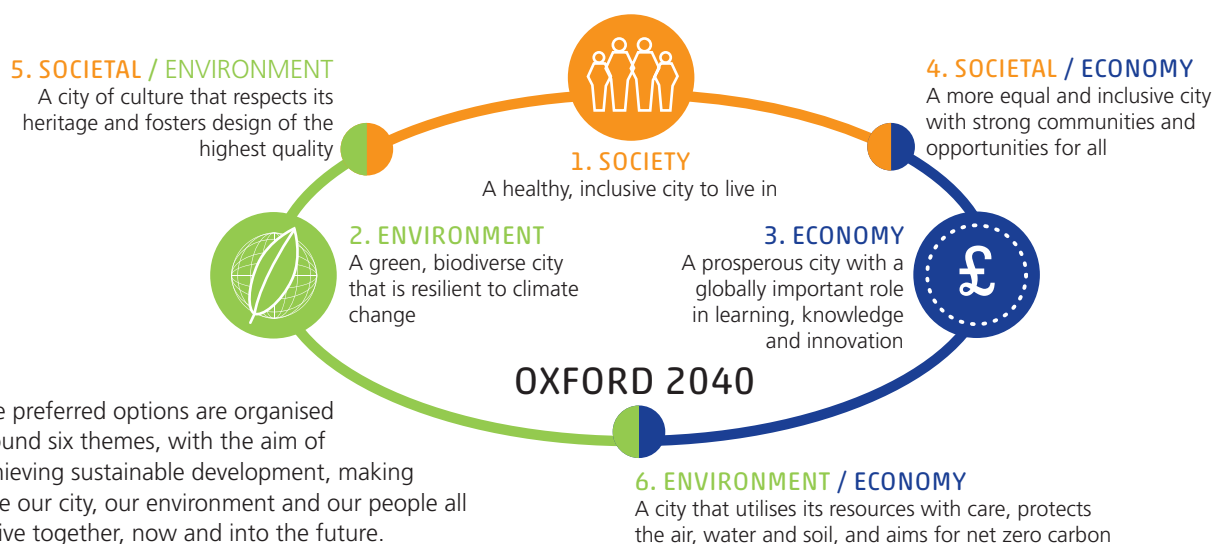 5. SOCIETAL / ENVIRONMENT
A city of culture that respects its
heritage and fosters design of the
highest quality
4. SOCIETAL / ECONOMY
A more equal and inclusive city
with strong communities and
opportunities for all
1. SOCIETY
A healthy, inclusive city to live in
2. ENVIRONMENT
A green, biodiverse city
that is resilient to climate
change
3. ECONOMY
A prosperous city with a
globally important role
in learning, knowledge
and innovation
£
OXFORD 2040
preferred options are organised
six themes, with the aim of
sustainable development, making
our city, our environment and our people all
together, now and into the future.
6. ENVIRONMENT / ECONOMY
A city that utilises its resources with care, protects
the air, water and soil, and aims for net zero carbon